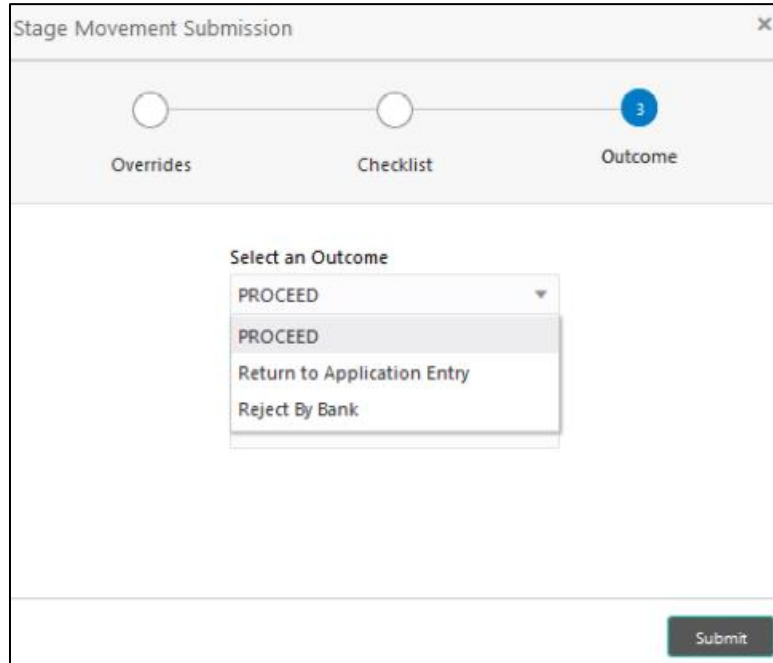 Stage Movement Submission
×
3
Overrides
Checklist
Outcome
Select an Outcome
PROCEED
PROCEED
Return to Application Entry
Reject By Bank
Submit